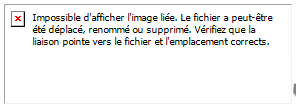 Impossible d'afficher l'image liée. Le fichier a peut-être
été déplacé, renommé ou supprimé. Vérifiez que la
liaison pointe vers le fichier et l'emplacement corrects.